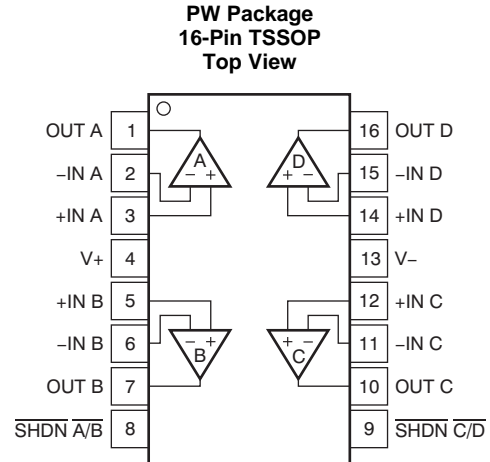 PW Package
16-Pin TSSOP
Top View
OUT A 1 16 OUT D
A D
−IN A 2 − + + − 15 −IN D
+IN A 3 14 +IN D
V+ 4 13 V−
+IN B 5 12 +IN C
−IN B 6 − + + − 11 −IN C
B C
OUT B 7 10 OUT C
SHDN A/B 8 9 SHDN C/D